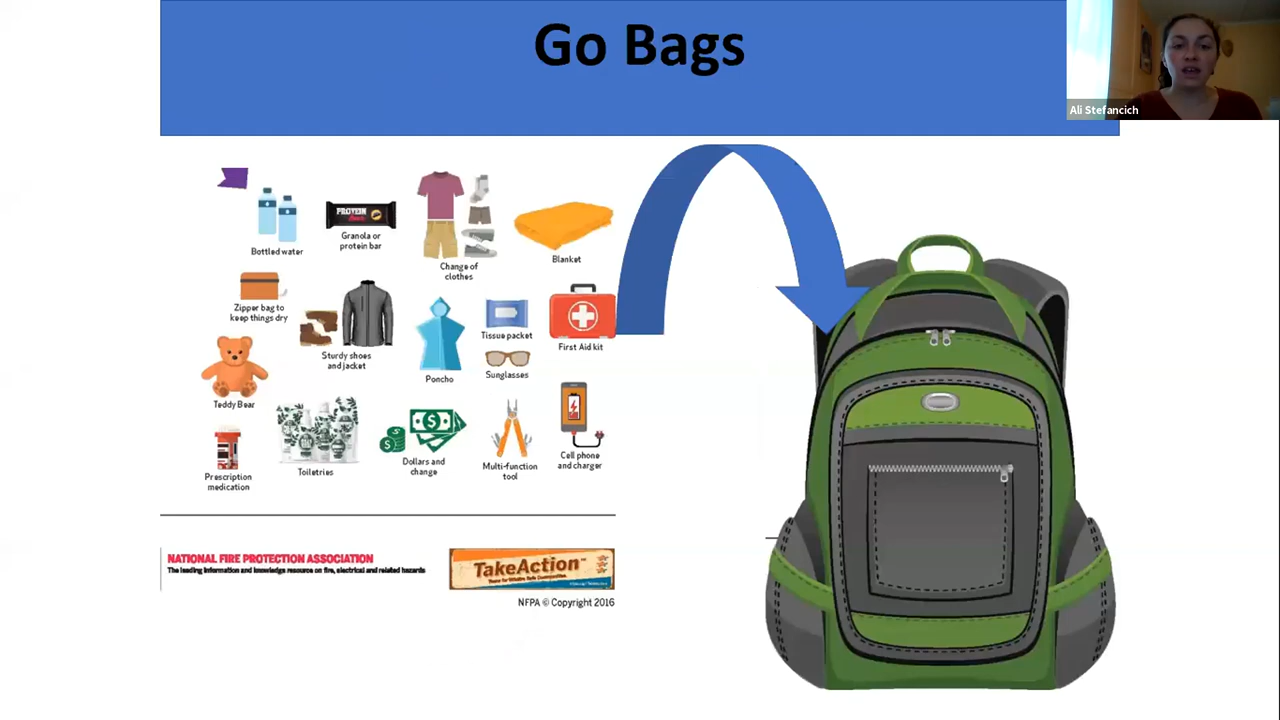 Go Bags
Ali Stefancich
Bottled water
PROTEIN
Granola or
protein bar
Change of
clothes
Blanket
Zipper bag to
keep things dry
Sturdy shoes
and jacket
Poncho
Tissue packet
Sunglasses
First Aid kit
Teddy Bear
Prescription
medication
Toiletries
Dollars and
change
Multi-function
tool
Cell phone
and charger
NATIONAL FIRE PROTECTION ASSOCIATION
The leading information and knowledge resource on fire, electrical and related hazards
TakeAction™
NFPA © Copyright 2016